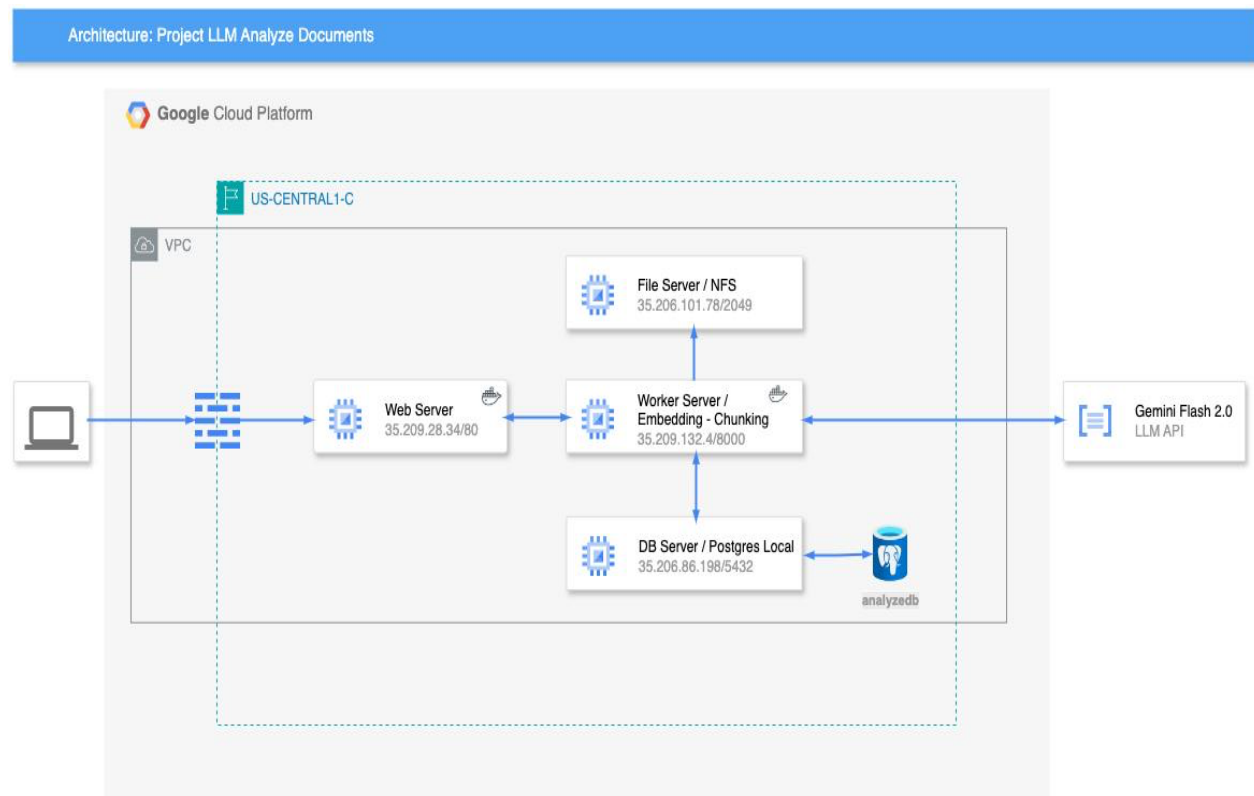 Architecture: Project LLM Analyze Documents
Google Cloud Platform
US-CENTRAL1-C
VPC
File Server / NFS
35.206.101.78/2049
Web Server
35.209.28.34/80
Worker Server /
Embedding - Chunking
35.209.132.4/8000
Gemini Flash 2.0
LLM API
DB Server / Postgres Local
35.206.86.198/5432
analyzedb